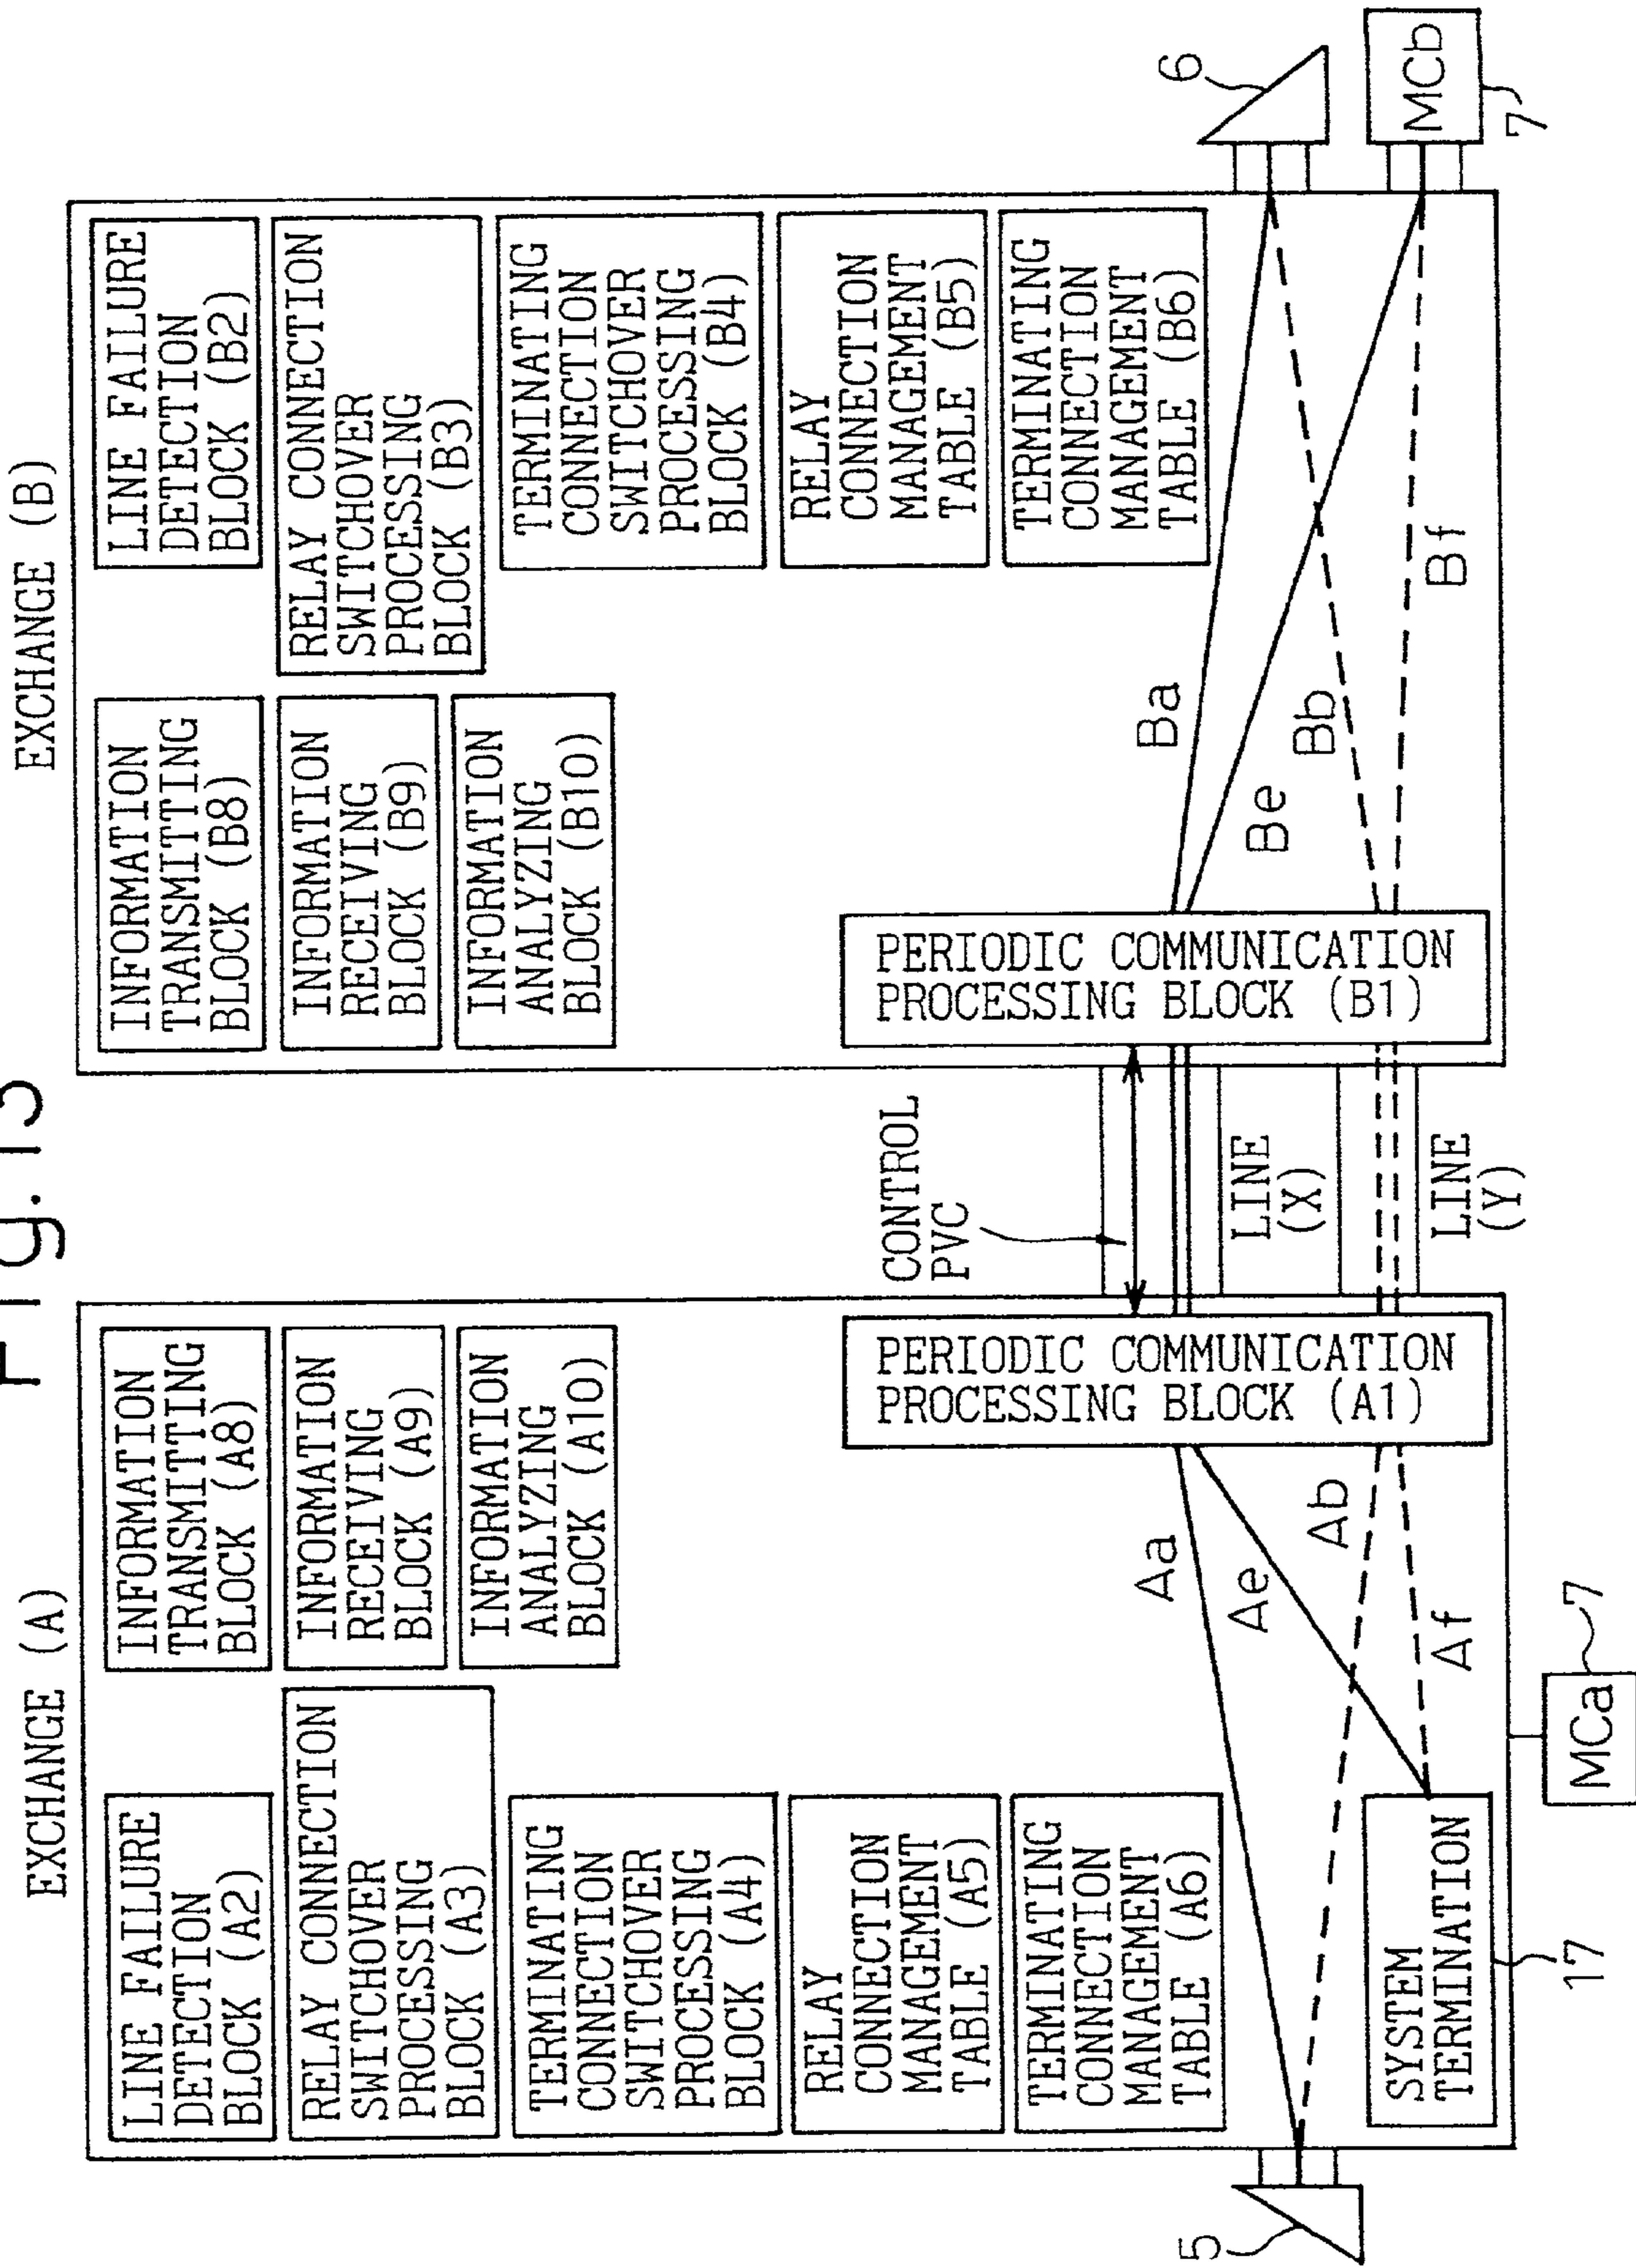 Fig.13
EXCHANGE (A)
LINE FAILURE
DETECTION
BLOCK (A2)
INFORMATION
TRANSMITTING
BLOCK (A8)
RELAY CONNECTION
SWITCHOVER
PROCESSING
BLOCK (A3)
INFORMATION
RECEIVING
BLOCK (A9)
TERMINATING
CONNECTION
SWITCHOVER
PROCESSING
BLOCK (A4)
INFORMATION
ANALYZING
BLOCK (A10)
RELAY
CONNECTION
MANAGEMENT
TABLE (A5)
TERMINATING
CONNECTION
MANAGEMENT
TABLE (A6)
PERIODIC COMMUNICATION
PROCESSING BLOCK (A1)
Aa
Ae
Ab
Af
5
SYSTEM
TERMINATION
17
MCa
7
CONTROL
PVC
LINE
(X)
LINE
(Y)
EXCHANGE (B)
INFORMATION
TRANSMITTING
BLOCK (B8)
LINE FAILURE
DETECTION
BLOCK (B2)
INFORMATION
RECEIVING
BLOCK (B9)
RELAY CONNECTION
SWITCHOVER
PROCESSING
BLOCK (B3)
INFORMATION
ANALYZING
BLOCK (B10)
TERMINATING
CONNECTION
SWITCHOVER
PROCESSING
BLOCK (B4)
RELAY
CONNECTION
MANAGEMENT
TABLE (B5)
TERMINATING
CONNECTION
MANAGEMENT
TABLE (B6)
PERIODIC COMMUNICATION
PROCESSING BLOCK (B1)
Ba
Be
Bb
Bf
6
MCb
7